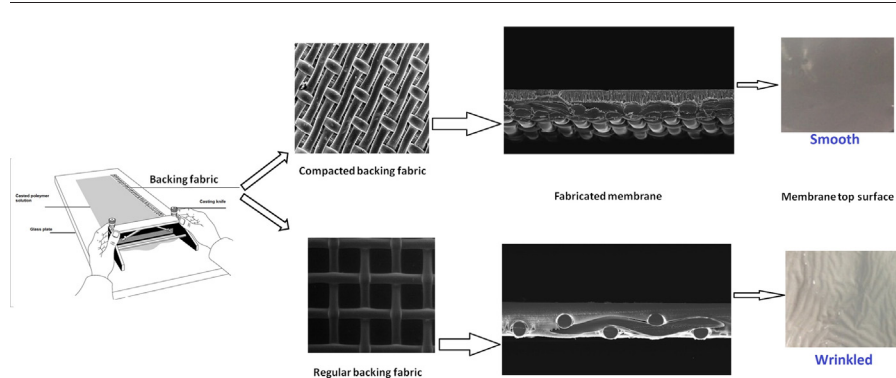 Backing fabric
Casted poleymer
solution
Casting knife
Glass plate
Compacted backing fabric
Regular backing fabric
Fabricated membrane
Smooth
Membrane top surface
Wrinkled